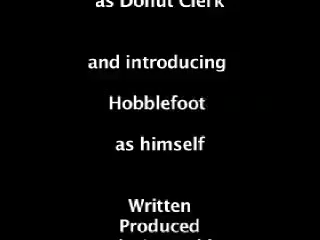 as Donut Clerk
and introducing
Hobblefoot
as himself
Written
Produced